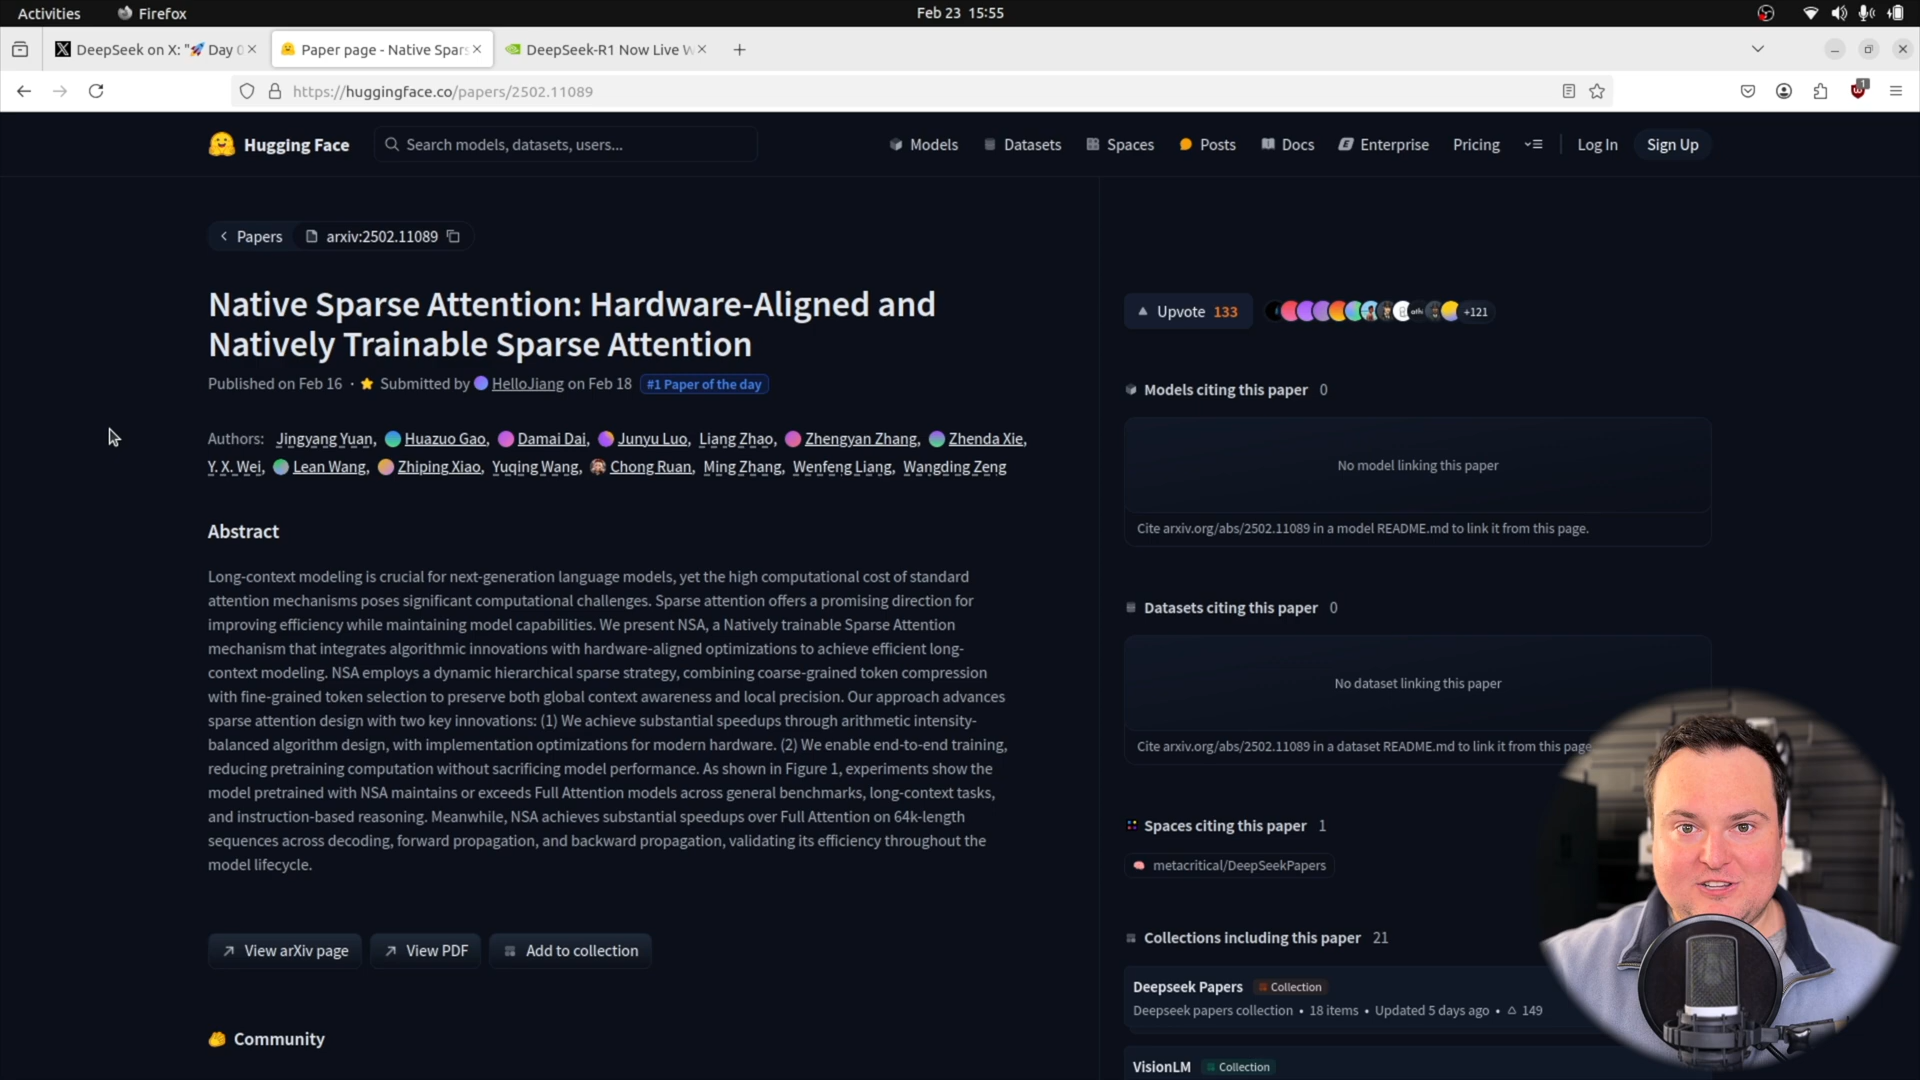 Activities
Firefox
Feb 23 15:55
DeepSeek on X: "🚀 Day 0
Paper page - Native Spars
DeepSeek-R1 Now Live W
https://huggingface.co/papers/2502.11089
1
Hugging Face
Search models, datasets, users...
Models
Datasets
Spaces
Posts
Docs
Enterprise
Pricing
Log In
Sign Up
Papers
arxiv:2502.11089
Native Sparse Attention: Hardware-Aligned and
Natively Trainable Sparse Attention
Published on Feb 16 · ⭐ Submitted by HelloJiang on Feb 18 #1 Paper of the day
Authors: Jingyang Yuan, Huazuo Gao, Damai Dai, Junyu Luo, Liang Zhao, Zhengyan Zhang, Zhenda Xie,
Y. X. Wei, Lean Wang, Zhiping Xiao, Yuqing Wang, Chong Ruan, Ming Zhang, Wenfeng Liang, Wangding Zeng
Abstract
Long-context modeling is crucial for next-generation language models, yet the high computational cost of standard
attention mechanisms poses significant computational challenges. Sparse attention offers a promising direction for
improving efficiency while maintaining model capabilities. We present NSA, a Natively trainable Sparse Attention
mechanism that integrates algorithmic innovations with hardware-aligned optimizations to achieve efficient long-
context modeling. NSA employs a dynamic hierarchical sparse strategy, combining coarse-grained token compression
with fine-grained token selection to preserve both global context awareness and local precision. Our approach advances
sparse attention design with two key innovations: (1) We achieve substantial speedups through arithmetic intensity-
balanced algorithm design, with implementation optimizations for modern hardware. (2) We enable end-to-end training,
reducing pretraining computation without sacrificing model performance. As shown in Figure 1, experiments show the
model pretrained with NSA maintains or exceeds Full Attention models across general benchmarks, long-context tasks,
and instruction-based reasoning. Meanwhile, NSA achieves substantial speedups over Full Attention on 64k-length
sequences across decoding, forward propagation, and backward propagation, validating its efficiency throughout the
model lifecycle.
View arXiv page
View PDF
Add to collection
Community
Upvote 133
+121
Models citing this paper 0
No model linking this paper
Cite arxiv.org/abs/2502.11089 in a model README.md to link it from this page.
Datasets citing this paper 0
No dataset linking this paper
Cite arxiv.org/abs/2502.11089 in a dataset README.md to link it from this page
Spaces citing this paper 1
metacritical/DeepSeekPapers
Collections including this paper 21
Deepseek Papers Collection
Deepseek papers collection • 18 items • Updated 5 days ago • 149
VisionLM Collection